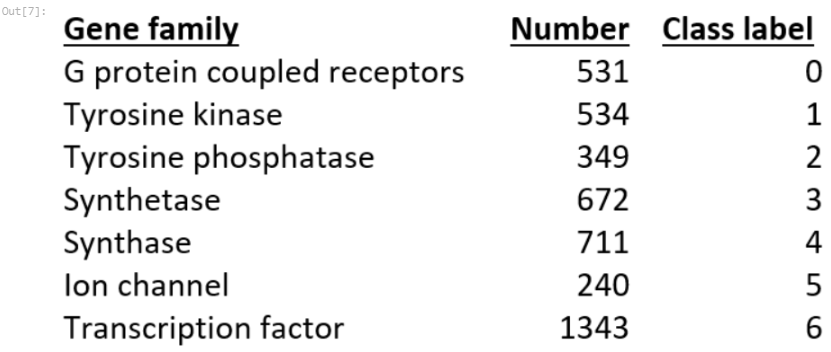 Out[7]:
Gene family Number Class label
G protein coupled receptors 531 0
Tyrosine kinase 534 1
Tyrosine phosphatase 349 2
Synthetase 672 3
Synthase 711 4
Ion channel 240 5
Transcription factor 1343 6